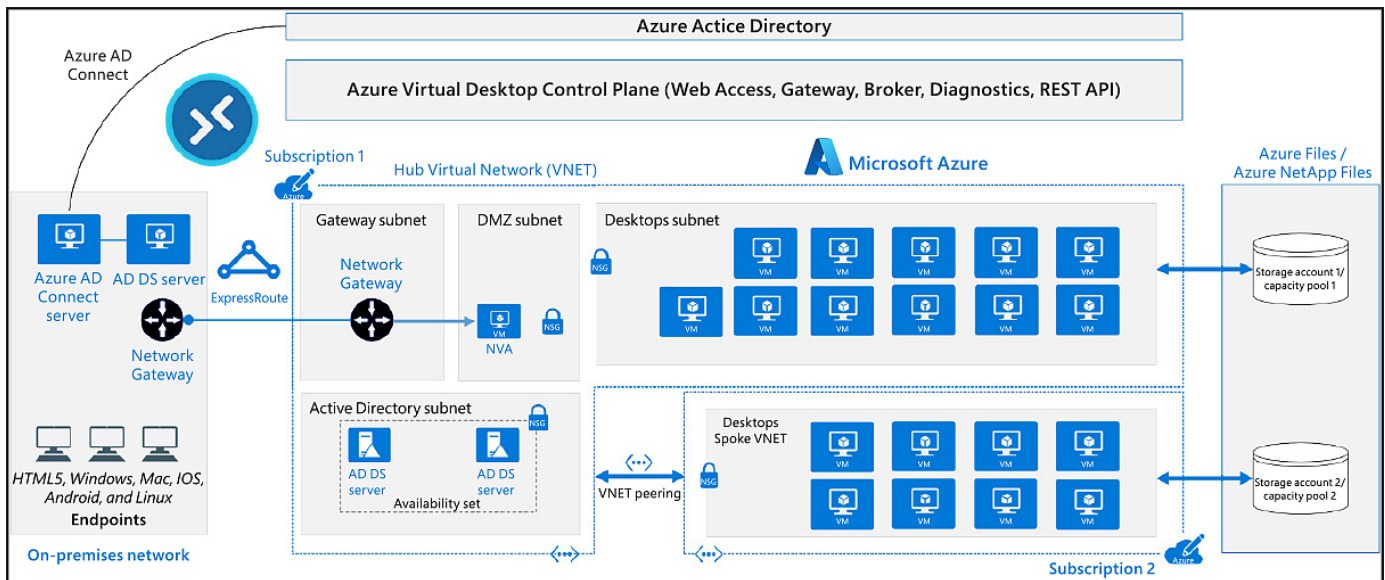 Azure Actice Directory
Azure AD
Connect
Azure Virtual Desktop Control Plane (Web Access, Gateway, Broker, Diagnostics, REST API)
Subscription 1
Azure
Hub Virtual Network (VNET)
Microsoft Azure
Azure Files /
Azure NetApp Files
Azure AD
Connect
server
AD DS server
Network
Gateway
ExpressRoute
Gateway subnet
Network
Gateway
DMZ subnet
VM
NVA
NSG
Desktops subnet
NSG
VM
VM
VM
VM
VM
VM
VM
VM
VM
VM
VM
Storage account 1/
capacity pool 1
HTML5, Windows, Mac, IOS,
Android, and Linux
Endpoints
On-premises network
Active Directory subnet
NSG
AD DS
server
AD DS
server
Availability set
VNET peering
Desktops
Spoke VNET
NSG
VM
VM
VM
VM
VM
VM
VM
VM
Storage account 2/
capacity pool 2
Subscription 2
Azure